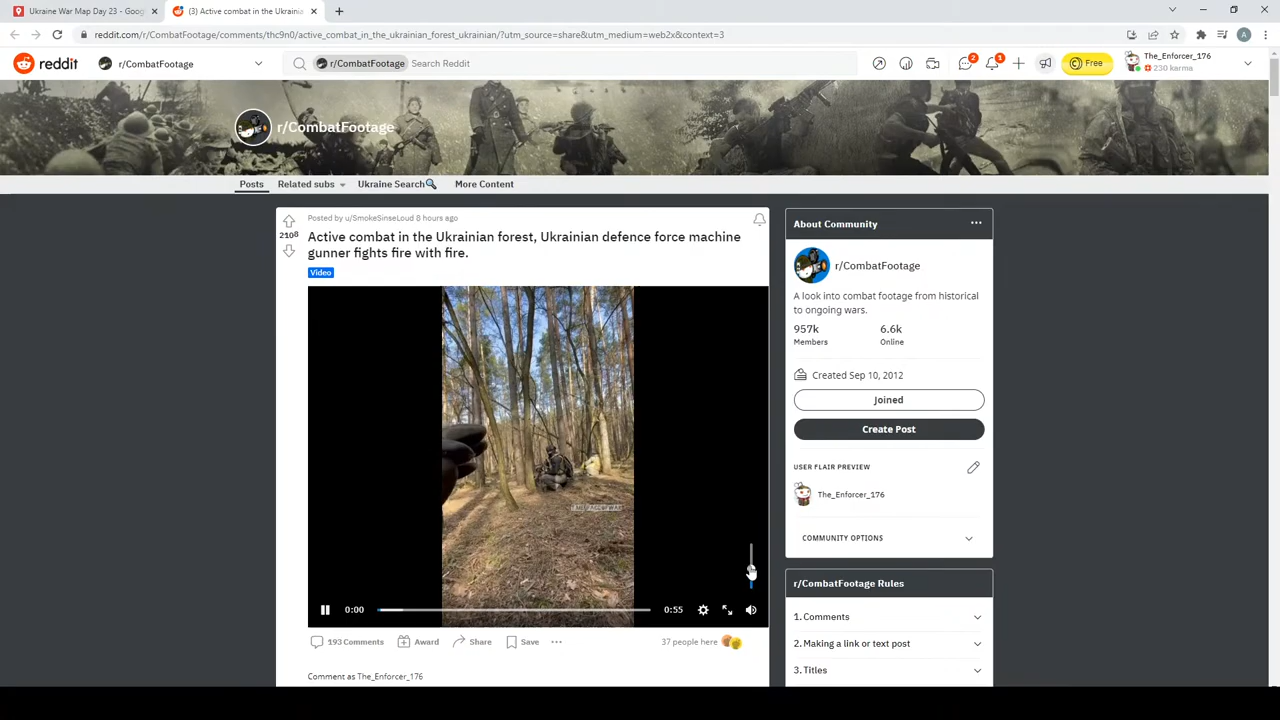 Ukraine War Map Day 23 - Goog
(3) Active combat in the Ukrainia
reddit.com/r/CombatFootage/comments/thc9n0/active_combat_in_the_ukrainian_forest_ukrainian/?utm_source=share&utm_medium=web2x&context=3
A
reddit
r/CombatFootage
r/CombatFootage
Search Reddit
2
1
Free
The_Enforcer_176
230 karma
r/CombatFootage
Posts
Related subs
Ukraine Search
More Content
Posted by u/SmokeSinseLoud 8 hours ago
2108
Active combat in the Ukrainian forest, Ukrainian defence force machine
gunner fights fire with fire.
Video
0:00
0:55
193 Comments
Award
Share
Save
37 people here
Comment as The_Enforcer_176
About Community
r/CombatFootage
A look into combat footage from historical
to ongoing wars.
957k
6.6k
Members
Online
Created Sep 10, 2012
Joined
Create Post
USER FLAIR PREVIEW
The_Enforcer_176
COMMUNITY OPTIONS
r/CombatFootage Rules
1. Comments
2. Making a link or text post
3. Titles